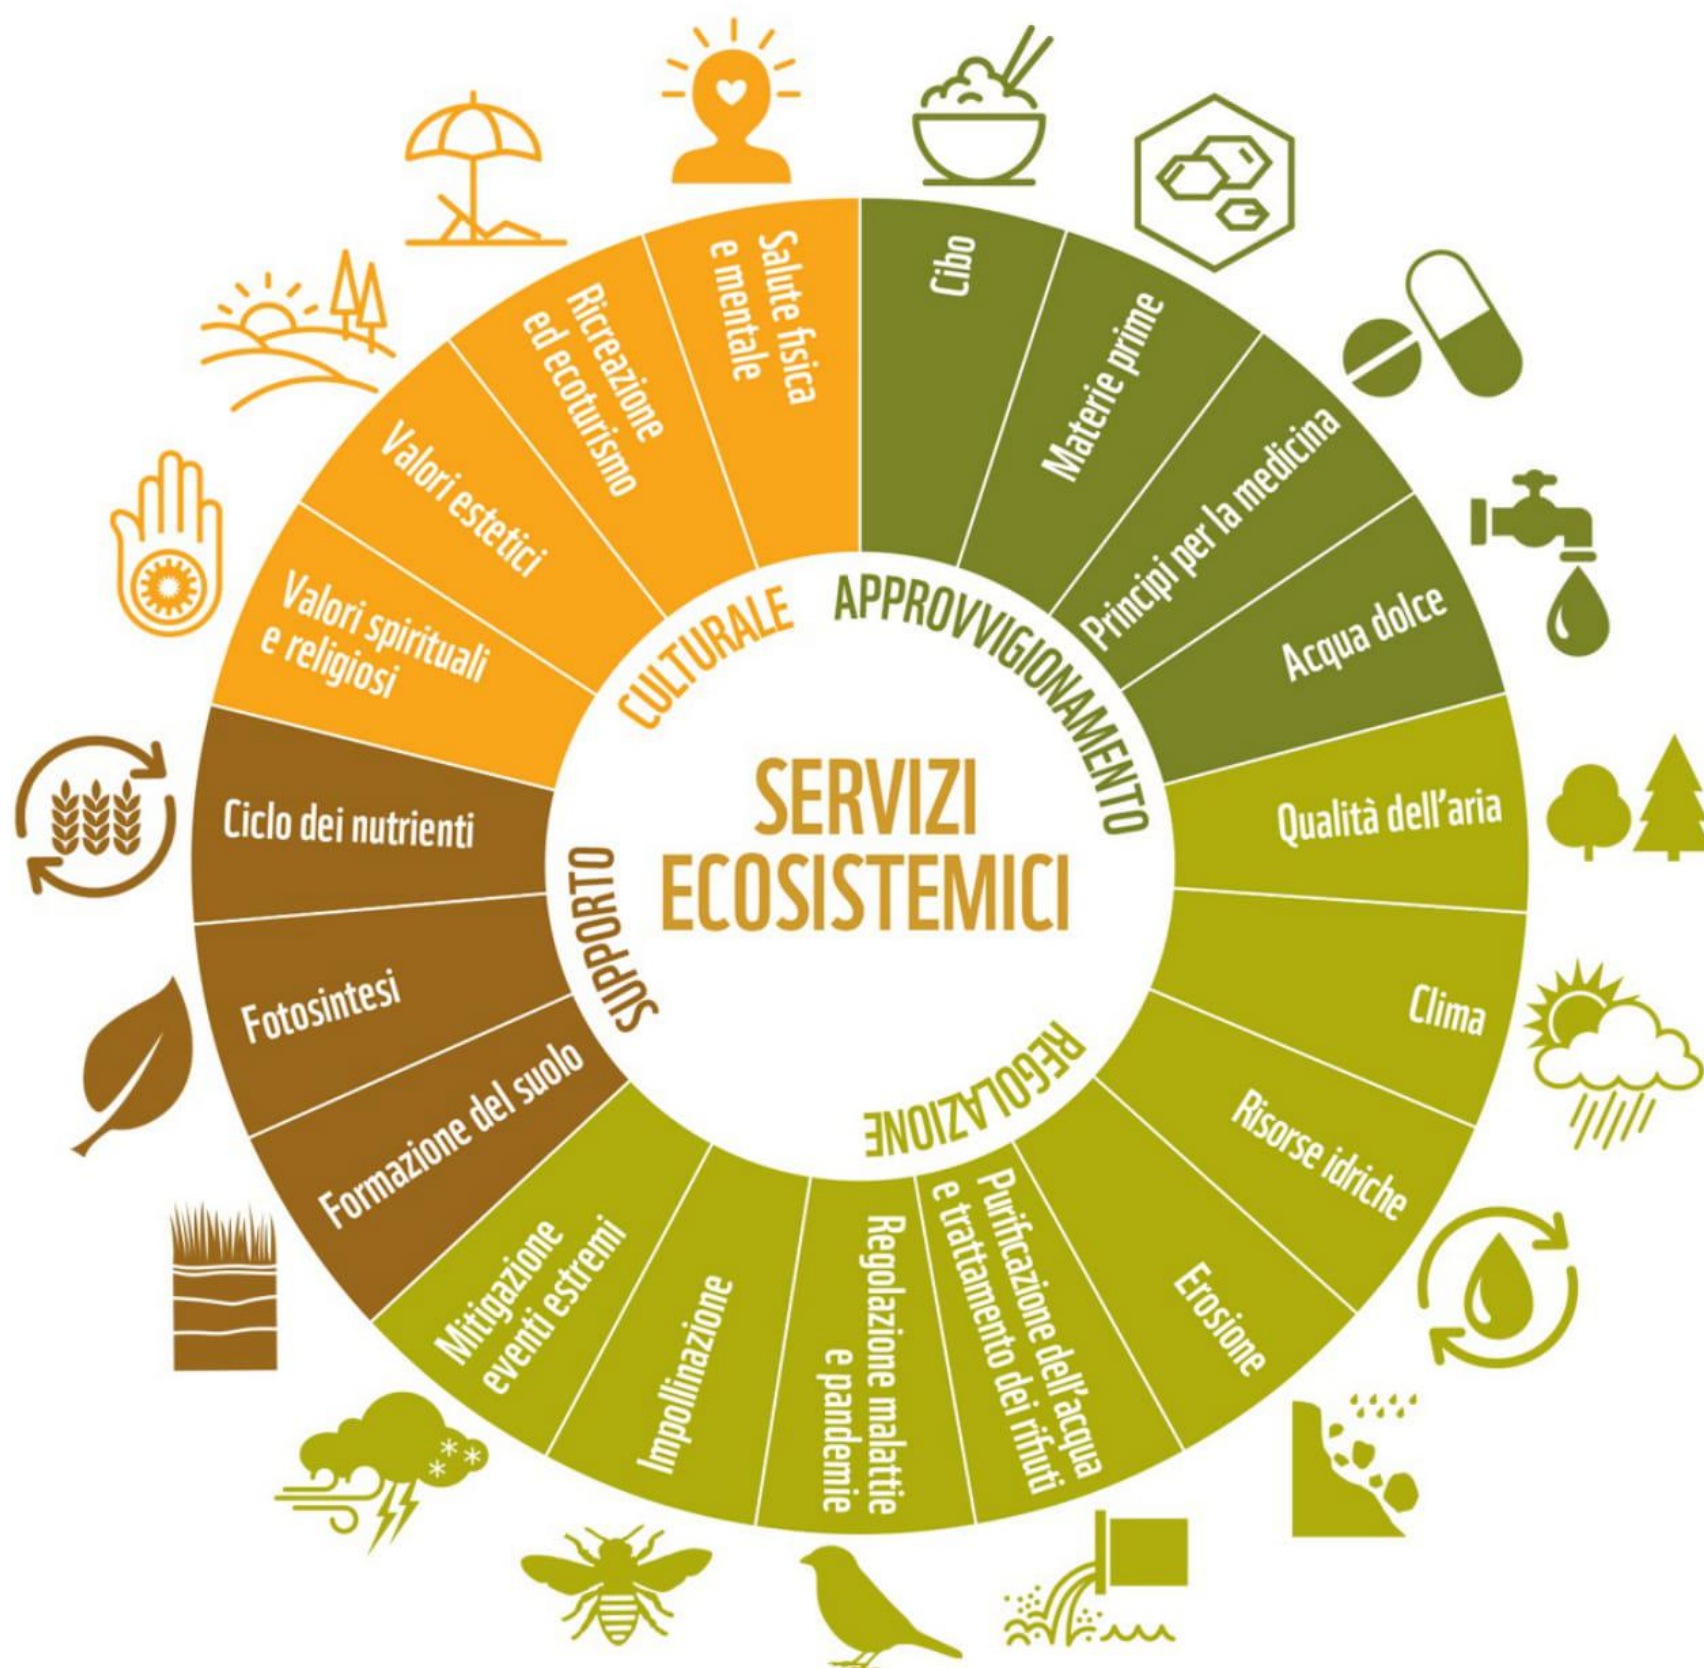 SERVIZI
ECOSISTEMICI
APPROVVIGIONAMENTO
Cibo
Materie prime
Principi per la medicina
Acqua dolce
REGOLAZIONE
Qualità dell'aria
Clima
Risorse idriche
Erosione
Purificazione dell'acqua
e trattamento dei rifiuti
Regolazione malattie
e pandemie
Impollinazione
Mitigazione
eventi estremi
SUPPORTO
Formazione del suolo
Fotosintesi
Ciclo dei nutrienti
CULTURALE
Valori spirituali
e religiosi
Valori estetici
Ricreazione
ed ecoturismo
Salute fisica
e mentale